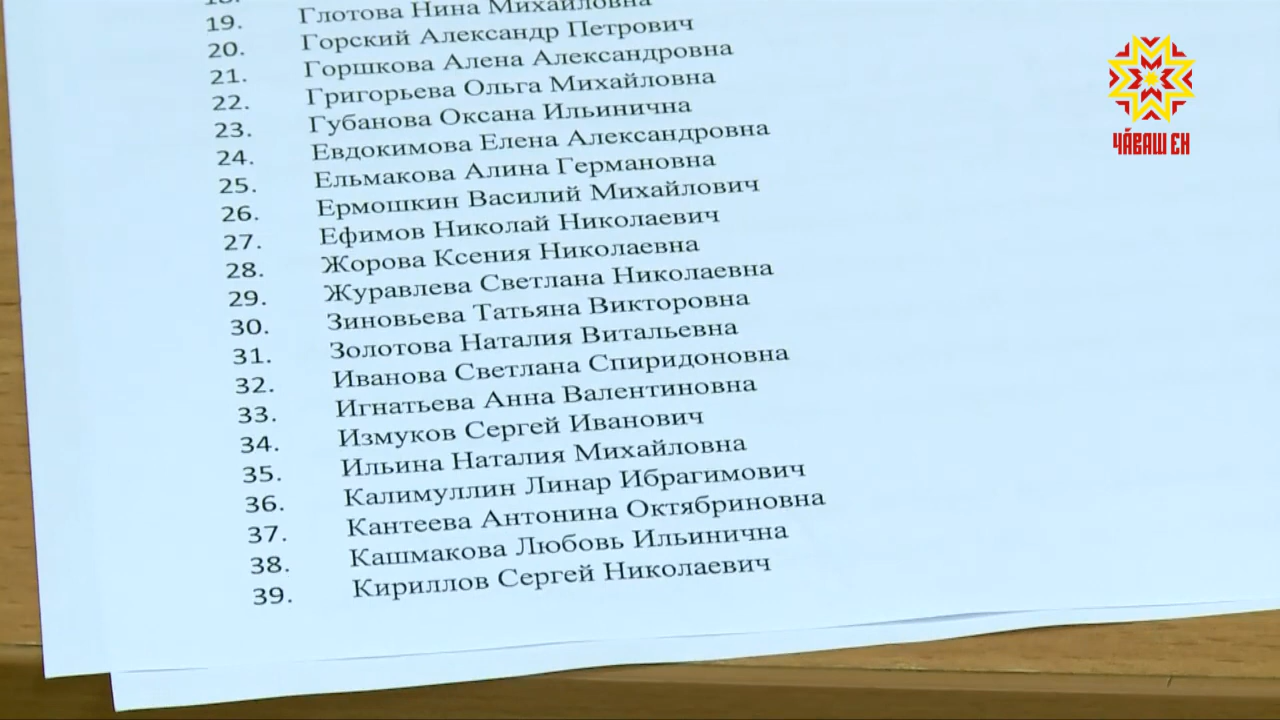 18.
19. Глотова Нина Михайловна
20. Горский Александр Петрович
21. Горшкова Алена Александровна
22. Григорьева Ольга Михайловна
23. Губанова Оксана Ильинична
24. Евдокимова Елена Александровна
25. Ельмакова Алина Германовна
26. Ермошкин Василий Михайлович
27. Ефимов Николай Николаевич
28. Жорова Ксения Николаевна
29. Журавлева Светлана Николаевна
30. Зиновьева Татьяна Викторовна
31. Золотова Наталия Витальевна
32. Иванова Светлана Спиридоновна
33. Игнатьева Анна Валентиновна
34. Измуков Сергей Иванович
35. Ильина Наталия Михайловна
36. Калимуллин Линар Ибрагимович
37. Кантеева Антонина Октябриновна
38. Кашмакова Любовь Ильинична
39. Кириллов Сергей Николаевич
ЧӐВАШ ЕН